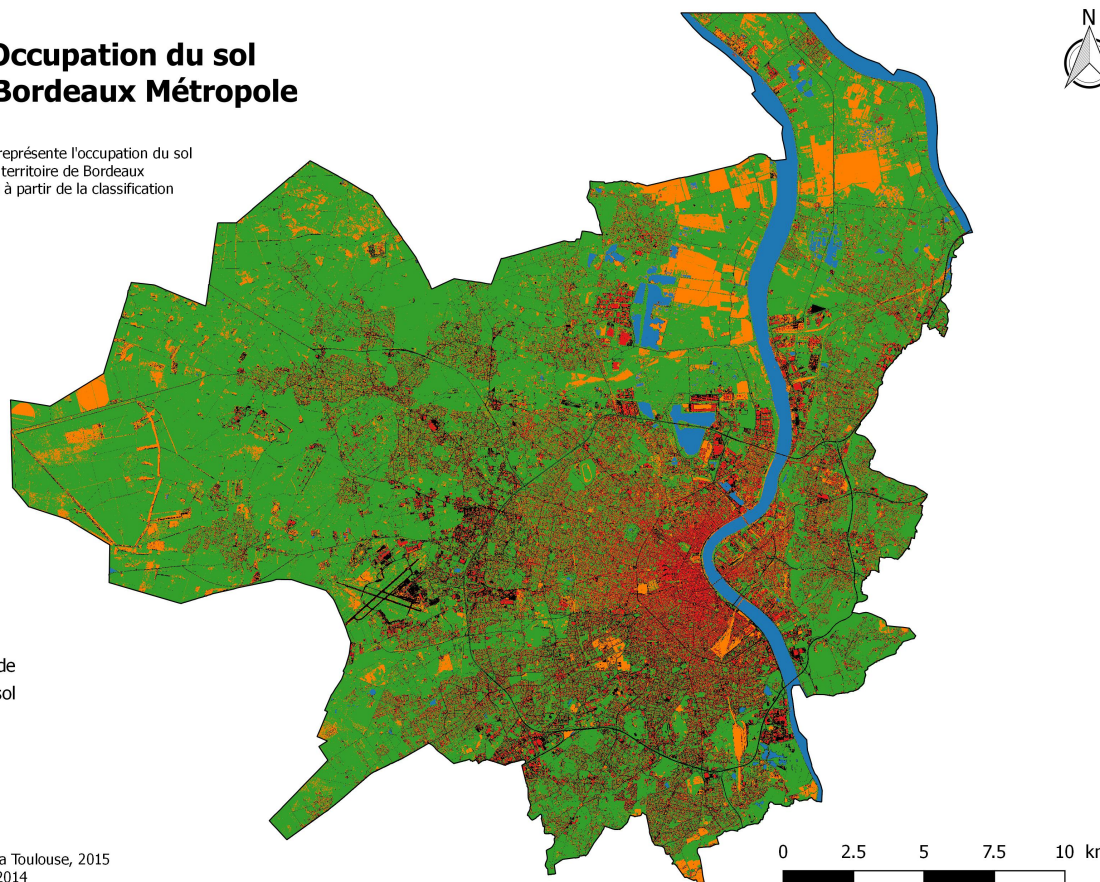 Occupation du sol
Bordeaux Métropole
N
représente l'occupation du sol
territoire de Bordeaux
à partir de la classification
de
sol
a Toulouse, 2015
2014
0 2.5 5 7.5 10 km